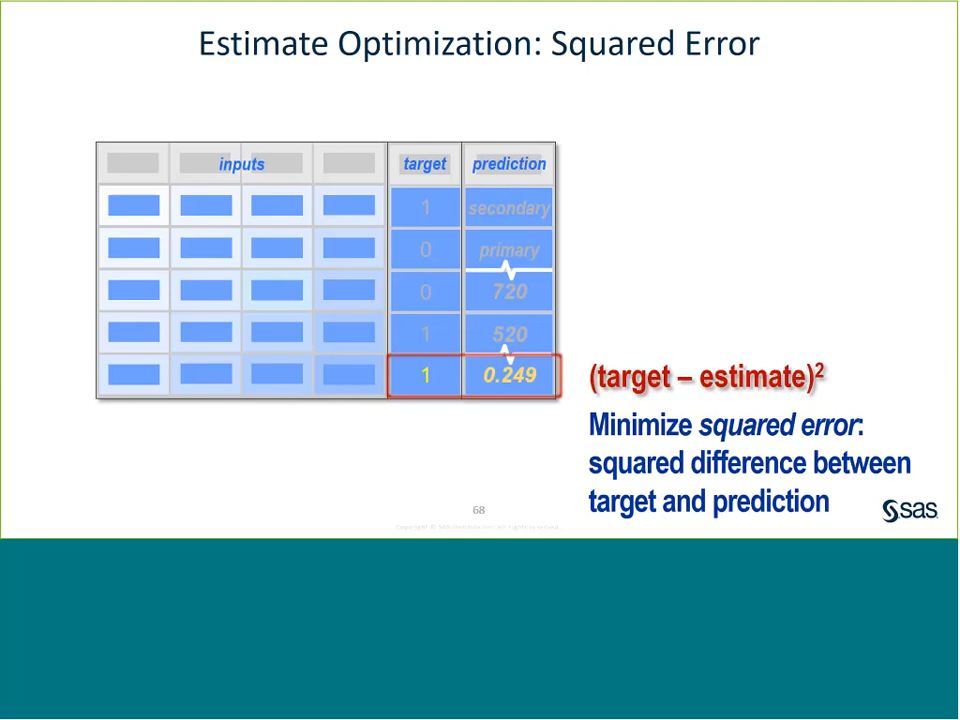 Estimate Optimization: Squared Error
inputs target prediction
1 secondary
0 primary
0 720
1 520
1 0.249
(target – estimate)²
Minimize squared error:
squared difference between
target and prediction
sas
68